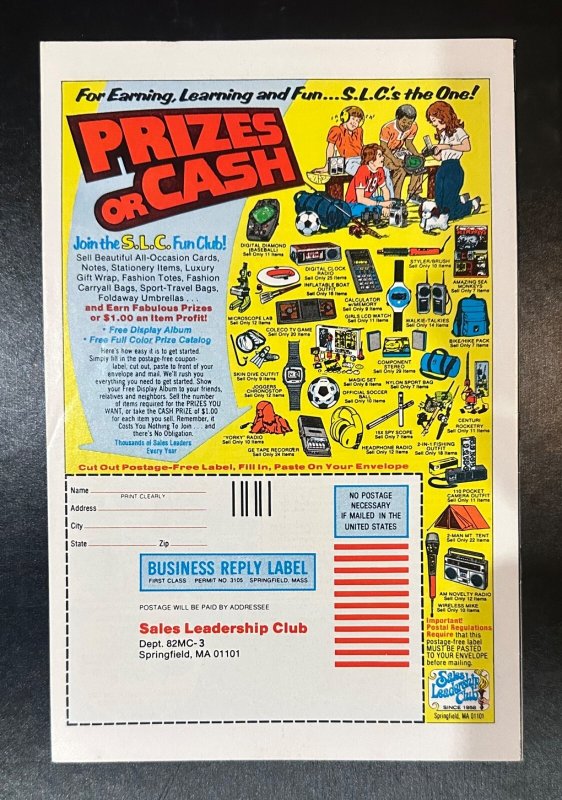 For Earning, Learning and Fun...S.L.C.'s the One!
PRIZES
OR CASH
Join the S.L.C. Fun Club!
Sell Beautiful All-Occasion Cards,
Notes, Stationery Items, Luxury
Gift Wrap, Fashion Totes, Fashion
Carryall Bags, Sport-Travel Bags,
Foldaway Umbrellas . . .
and Earn Fabulous Prizes
or $1.00 an Item Profit!
• Free Display Album
• Free Full Color Prize Catalog
Here's how easy it is to get started.
Simply fill in the postage-free coupon-
label, cut out, paste to front of your
envelope and mail. We'll rush you
everything you need to get started. Show
your Free Display Album to your friends,
relatives and neighbors. Sell the number
of items required for the PRIZES YOU
WANT, or take the CASH PRIZE of $1.00
for each item you sell. Remember, it
Costs You Nothing To Join . . . and
there's No Obligation.
Thousands of Sales Leaders
Every Year
DIGITAL DIAMOND
(BASEBALL)
Sell Only 11 Items
DIGITAL CLOCK
RADIO
Sell Only 25 Items
STYLER/BRUSH
Sell Only 10 Items
AMAZING SEA
MONKEYS
Sell Only 7 Items
INFLATABLE BOAT
OUTFIT
Sell Only 16 Items
CALCULATOR
w/MEMORY
MICROSCOPE LAB
Sell Only 12 Items
GIRLS LCD WATCH
Sell Only 11 Items
WALKIE-TALKIES
Sell Only 14 Items
COLECO TV GAME
Sell Only 20 Items
BIKE/HIKE PACK
Sell Only 7 Items
COMPONENT
STEREO
Sell Only 29 Items
SKIN DIVE OUTFIT
Sell Only 9 Items
MAGIC SET
NYLON SPORT BAG
Sell Only 7 Items
JOGGERS
CHRONOSTOP
OFFICIAL SOCCER
BALL
Sell Only 10 Items
CENTURI
ROCKETRY
Sell Only 11 Items
15X SPY SCOPE
Sell Only 7 Items
"YORKY" RADIO
Sell Only 10 Items
2-IN-1 FISHING
OUTFIT
Sell Only 18 Items
GE TAPE RECORDER
Sell Only 24 Items
HEADPHONE RADIO
Sell Only 12 Items
110 POCKET
CAMERA OUTFIT
Sell Only 11 Items
2-MAN MT. TENT
Sell Only 22 Items
AM NOVELTY RADIO
Sell Only 12 Items
WIRELESS MIKE
Sell Only 10 Items
Cut Out Postage-Free Label, Fill In, Paste On Your Envelope
Name
PRINT CLEARLY
Address
City
State
Zip
NO POSTAGE
NECESSARY
IF MAILED IN THE
UNITED STATES
BUSINESS REPLY LABEL
FIRST CLASS PERMIT NO. 3105 SPRINGFIELD, MASS.
POSTAGE WILL BE PAID BY ADDRESSEE
Sales Leadership Club
Dept. 82MC-3
Springfield, MA 01101
Important!
Postal Regulations
Require that this
postage-free label
MUST BE PASTED
TO YOUR ENVELOPE
before mailing.
Sales
Leadership
Club
SINCE 1958
Springfield, MA 01101